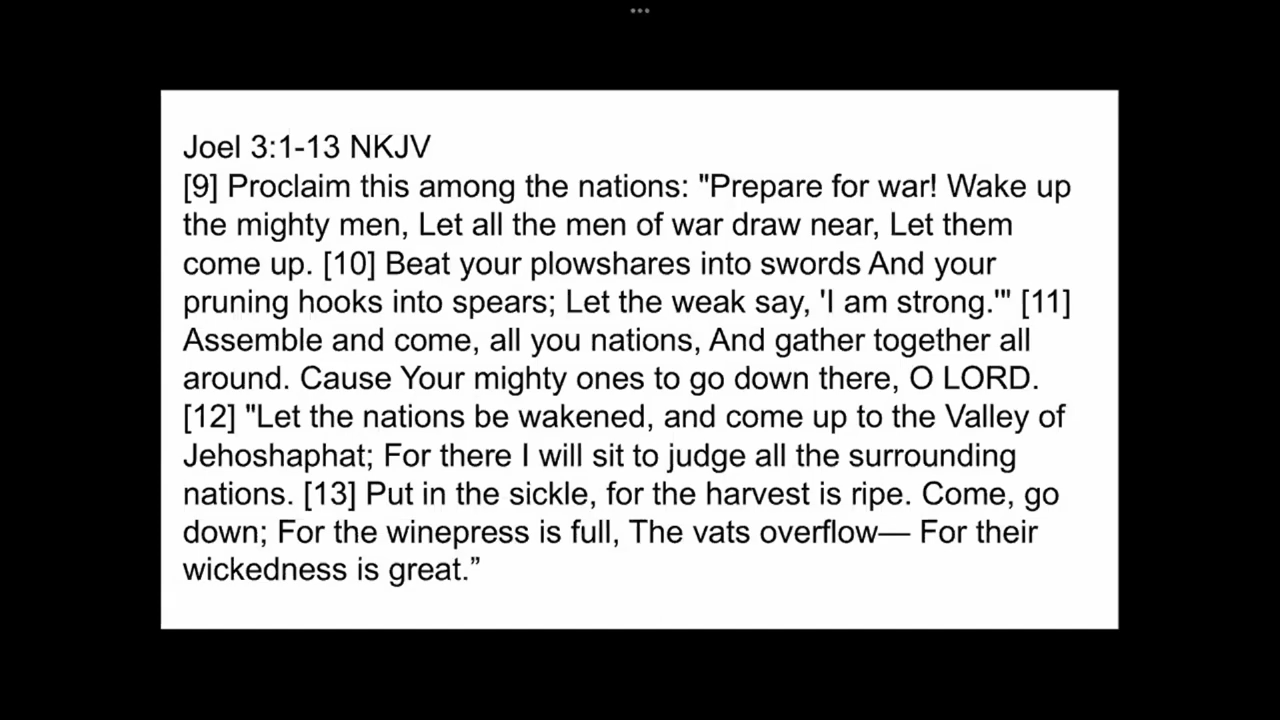 Joel 3:1-13 NKJV
[9] Proclaim this among the nations: "Prepare for war! Wake up
the mighty men, Let all the men of war draw near, Let them
come up. [10] Beat your plowshares into swords And your
pruning hooks into spears; Let the weak say, 'I am strong.'" [11]
Assemble and come, all you nations, And gather together all
around. Cause Your mighty ones to go down there, O LORD.
[12] "Let the nations be wakened, and come up to the Valley of
Jehoshaphat; For there I will sit to judge all the surrounding
nations. [13] Put in the sickle, for the harvest is ripe. Come, go
down; For the winepress is full, The vats overflow— For their
wickedness is great.”